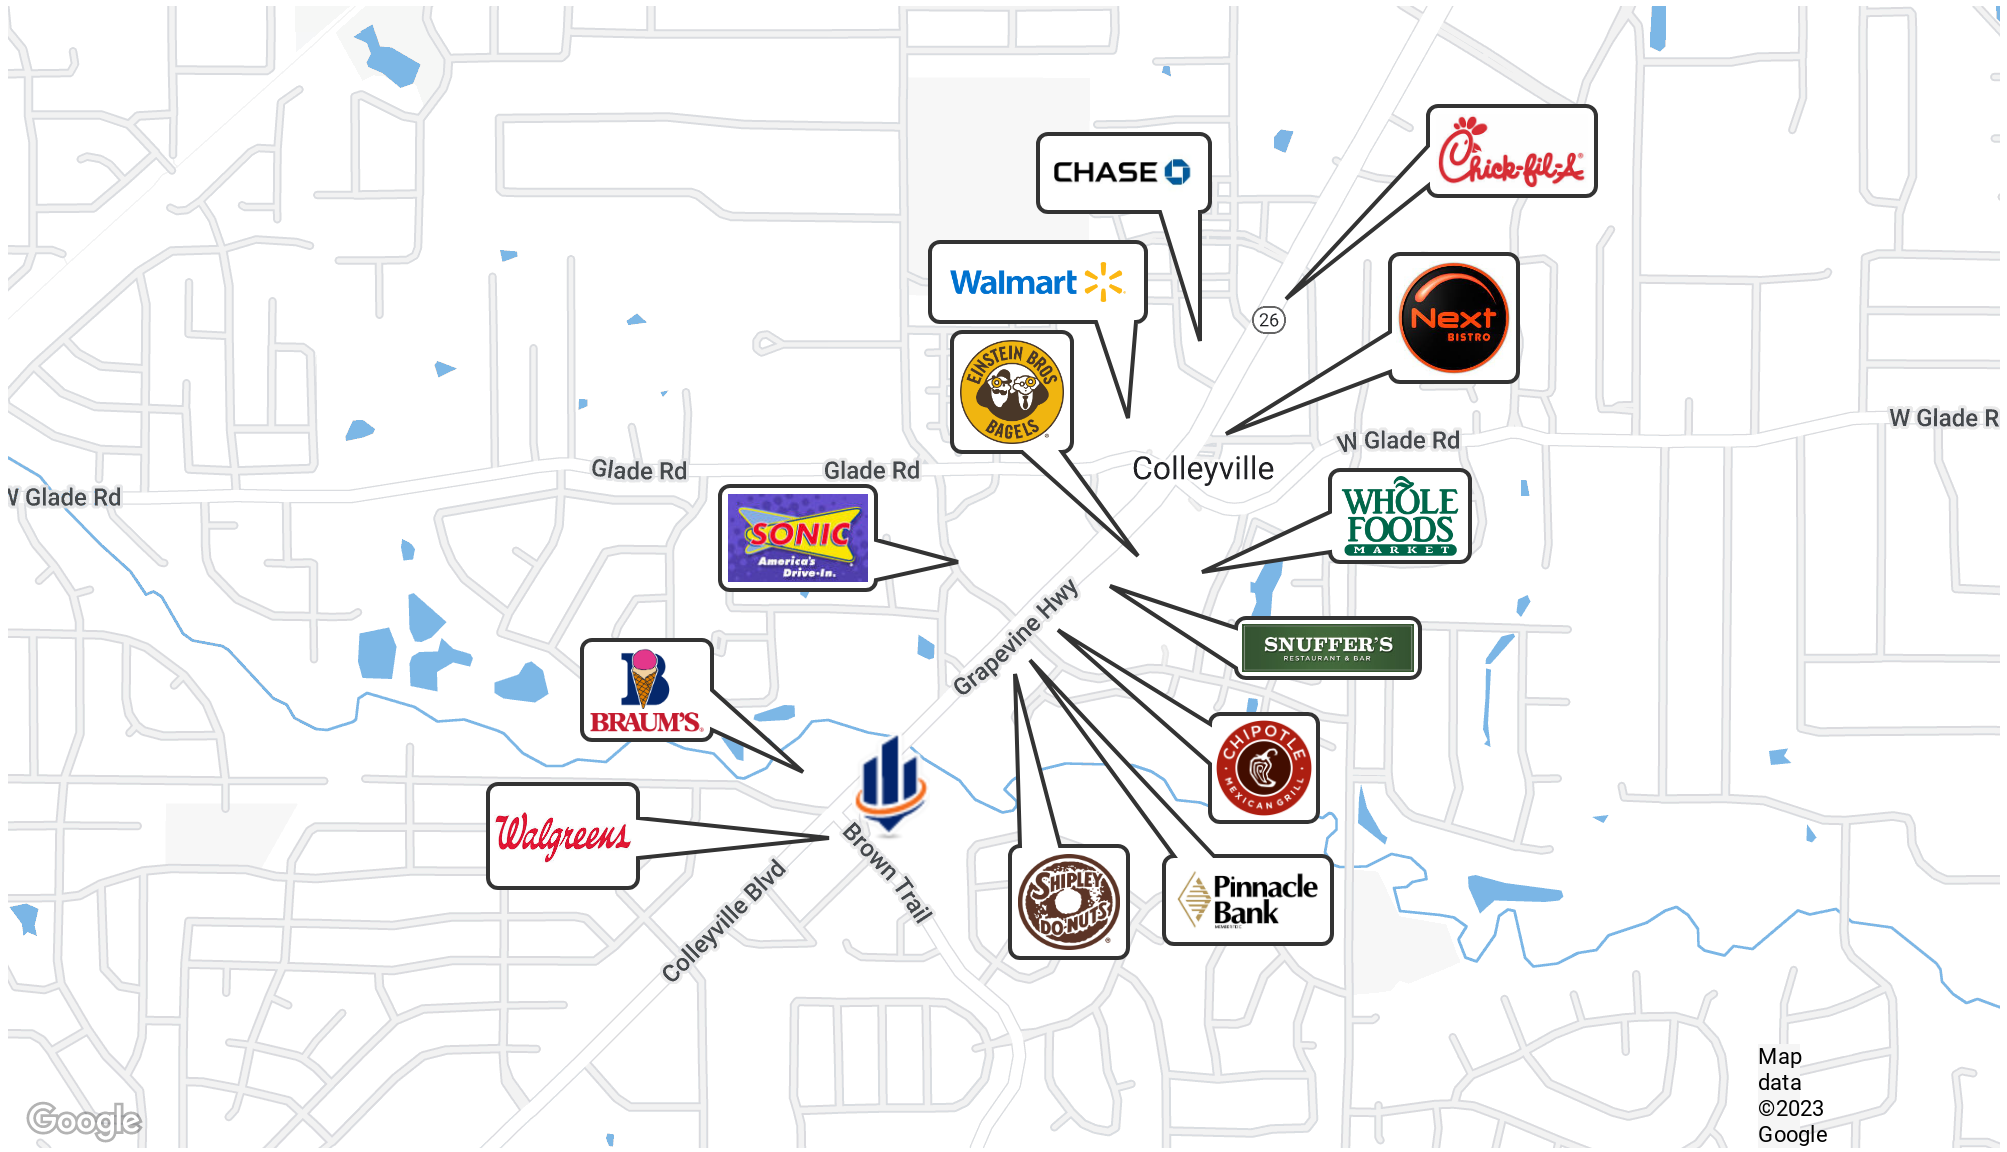 Chick-fil-A
CHASE
Walmart
Next
BISTRO
26
EINSTEIN BROS
BAGELS
W Glade Rd
W Glade R
Colleyville
Glade Rd
Glade Rd
W Glade Rd
WHOLE
FOODS
MARKET
SONIC
America's
Drive-In.
Grapevine Hwy
SNUFFER'S
RESTAURANT & BAR
B
BRAUM'S
CHIPOTLE
MEXICAN GRILL
Walgreens
Brown Trail
Colleyville Blvd
SHIPLEY
DO-NUTS
Pinnacle
Bank
MEMBER FDIC
Map
data
©2023
Google
Google